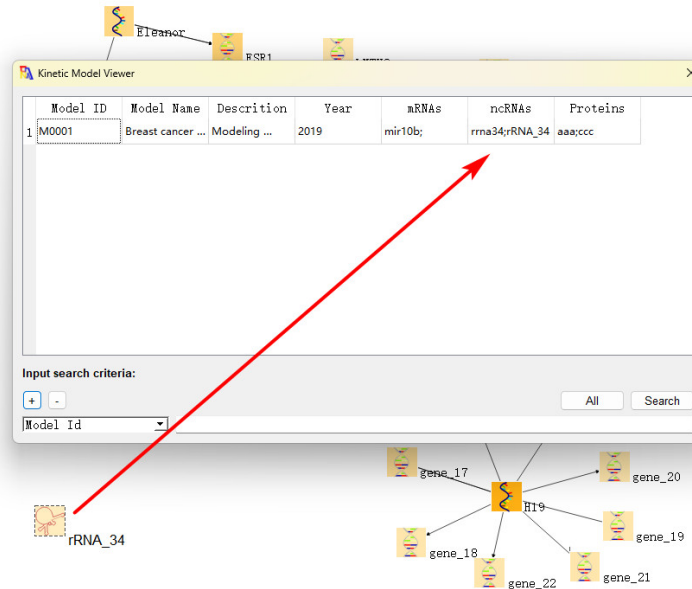 Eleanor
ESR1
Kinetic Model Viewer
Model ID Model Name Descrition Year mRNAs ncRNAs Proteins
1 M0001 Breast cancer ... Modeling ... 2019 mir10b; rrna34;rRNA_34 aaa;ccc
Input search criteria:
+ - All Search
Model Id
gene_17
gene_20
H19
rRNA_34
gene_19
gene_18
gene_22
gene_21